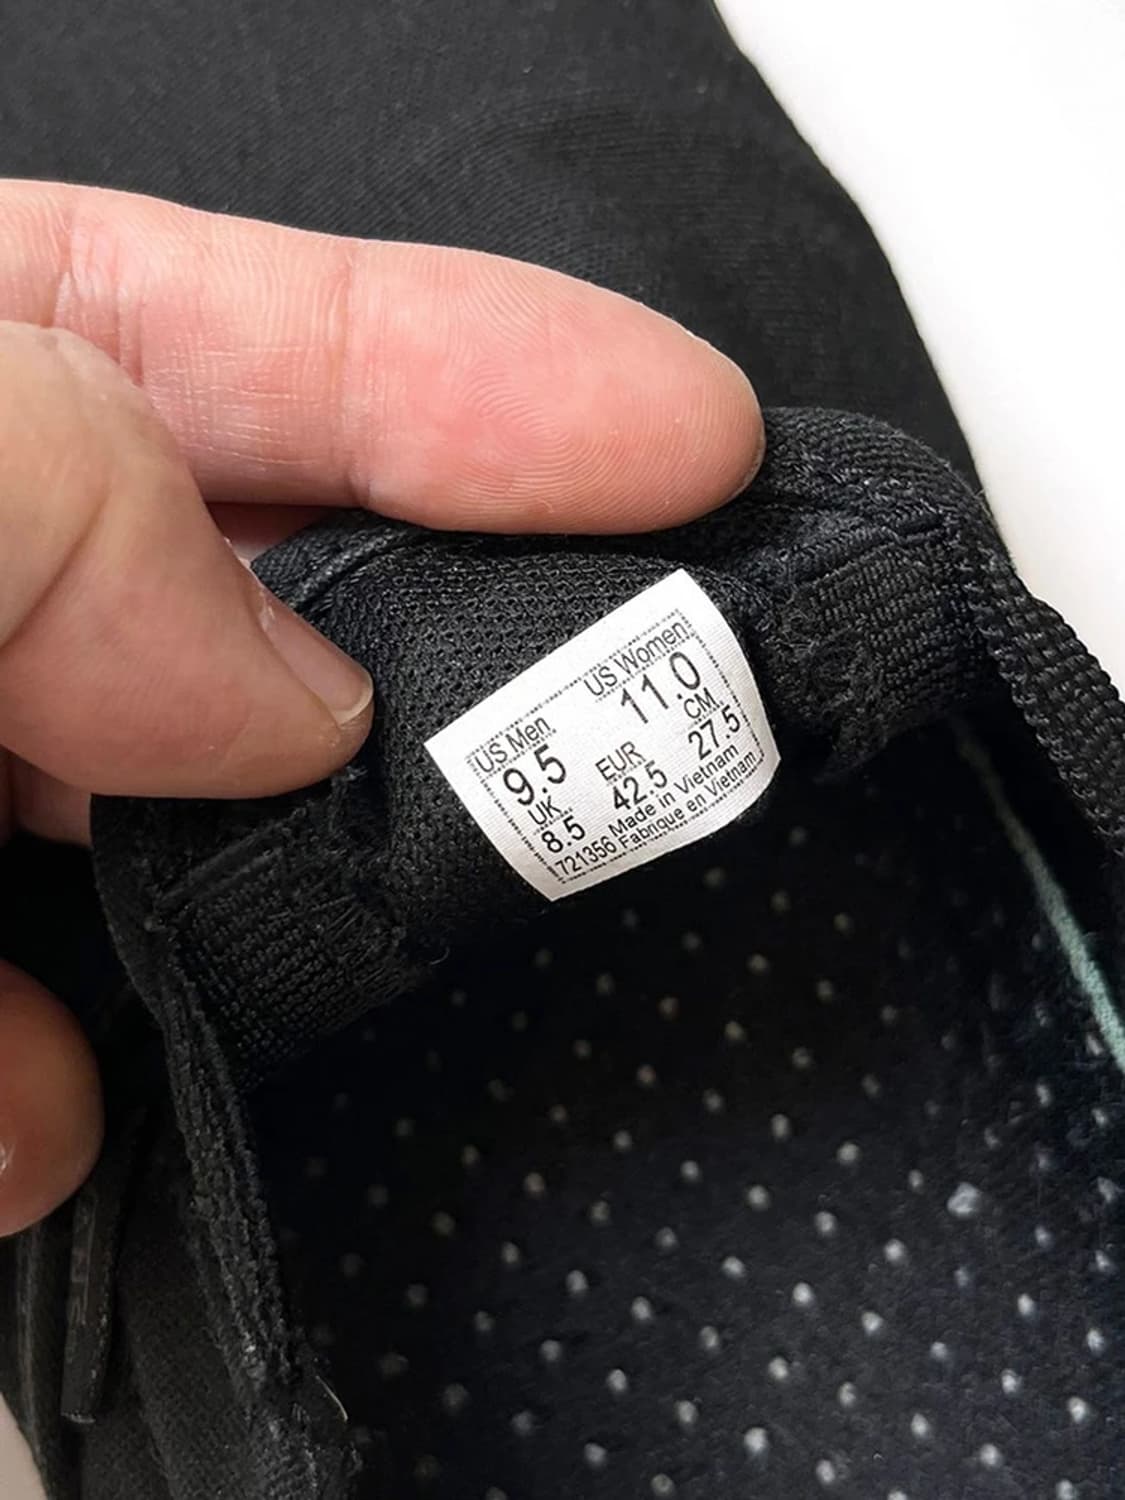 US Men US Women
9.5 11.0
UK EUR CM
8.5 42.5 27.5
Made in Vietnam
721356 Fabrique en Vietnam